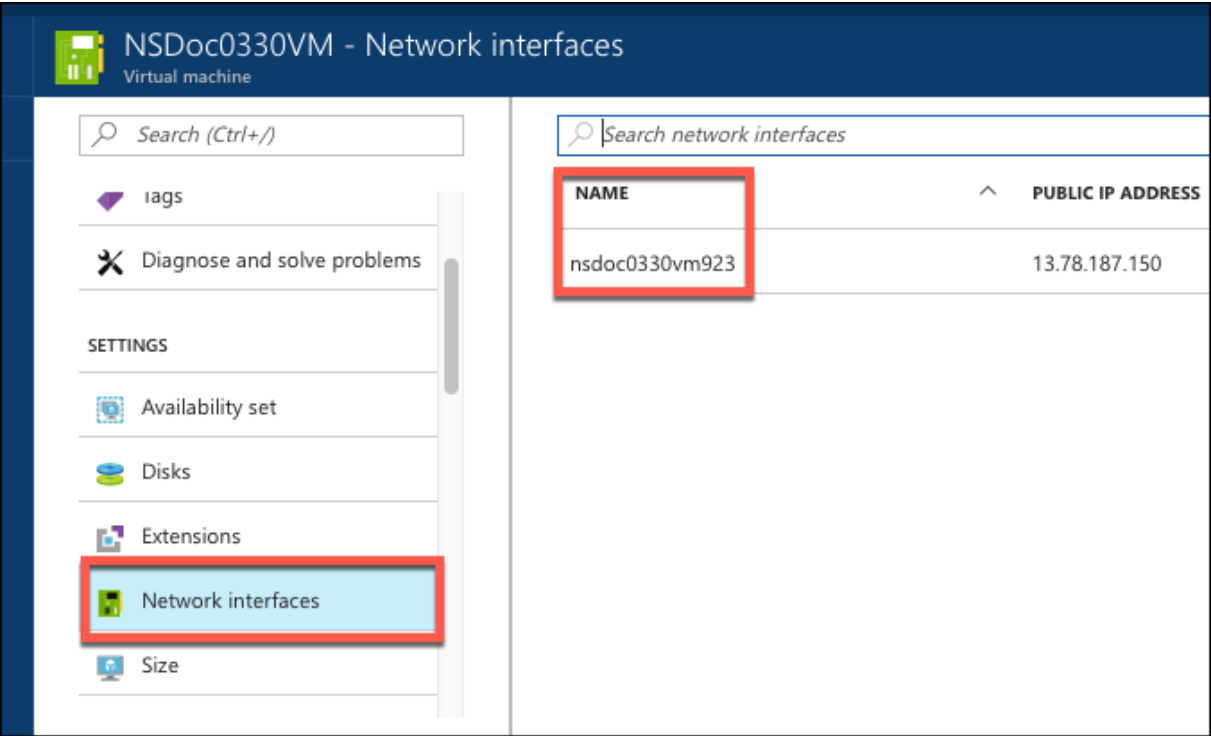 NSDoc0330VM - Network interfaces
Virtual machine
Search (Ctrl+/)
Tags
Diagnose and solve problems
SETTINGS
Availability set
Disks
Extensions
Network interfaces
Size
Search network interfaces
NAME PUBLIC IP ADDRESS
nsdoc0330vm923 13.78.187.150